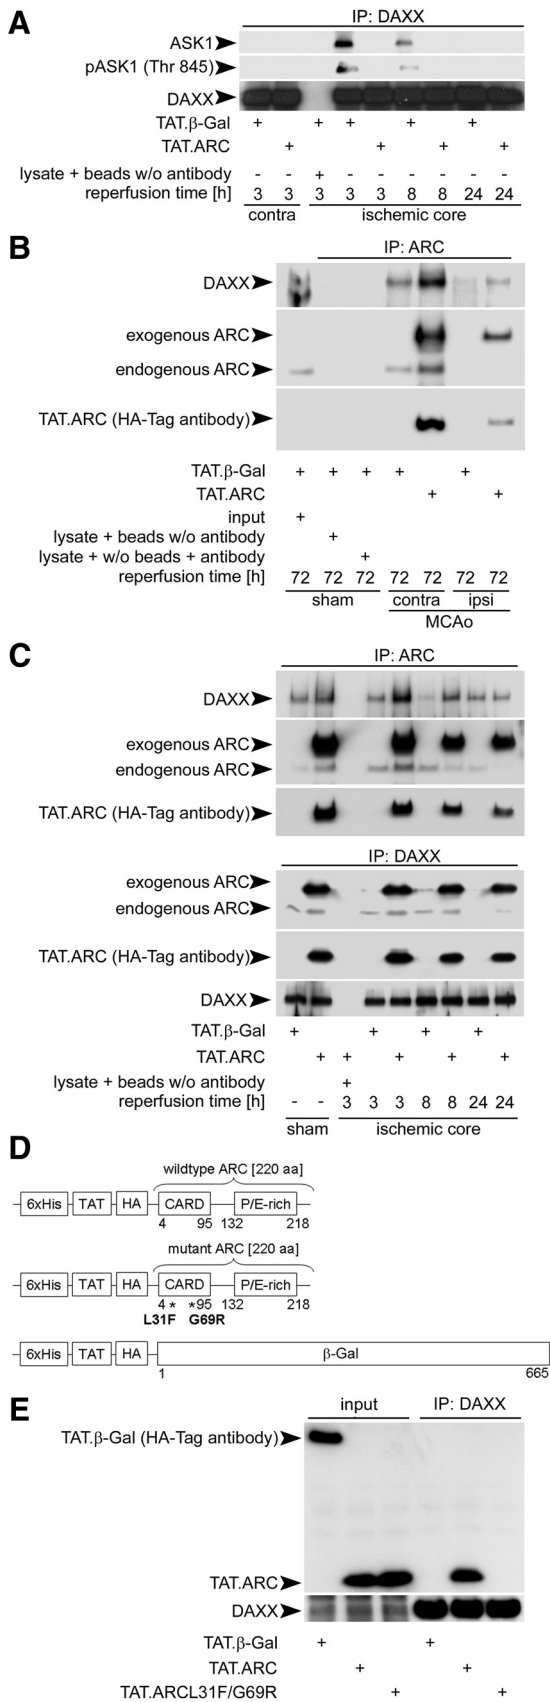 A
IP: DAXX
ASK1
pASK1 (Thr 845)
DAXX
TAT.β-Gal + + + + +
TAT.ARC + + + +
lysate + beads w/o antibody - - + - - - - - -
reperfusion time [h] 3 3 3 3 3 8 8 24 24
contra ischemic core
B
IP: ARC
DAXX
exogenous ARC
endogenous ARC
TAT.ARC (HA-Tag antibody)
TAT.β-Gal + + + + +
TAT.ARC + +
input +
lysate + beads w/o antibody +
lysate + w/o beads + antibody +
reperfusion time [h] 72 72 72 72 72 72 72
sham contra ipsi
MCAo
C
IP: ARC
DAXX
exogenous ARC
endogenous ARC
TAT.ARC (HA-Tag antibody)
IP: DAXX
exogenous ARC
endogenous ARC
TAT.ARC (HA-Tag antibody)
DAXX
TAT.β-Gal + + + +
TAT.ARC + + + + +
lysate + beads w/o antibody +
reperfusion time [h] - - 3 3 3 8 8 24 24
sham ischemic core
D
wildtype ARC [220 aa]
6xHis TAT HA CARD P/E-rich
4 95 132 218
mutant ARC [220 aa]
6xHis TAT HA CARD P/E-rich
4 * *95 132 218
L31F G69R
6xHis TAT HA β-Gal
1 665
E
input IP: DAXX
TAT.β-Gal (HA-Tag antibody)
TAT.ARC
DAXX
TAT.β-Gal + +
TAT.ARC + +
TAT.ARCL31F/G69R + +